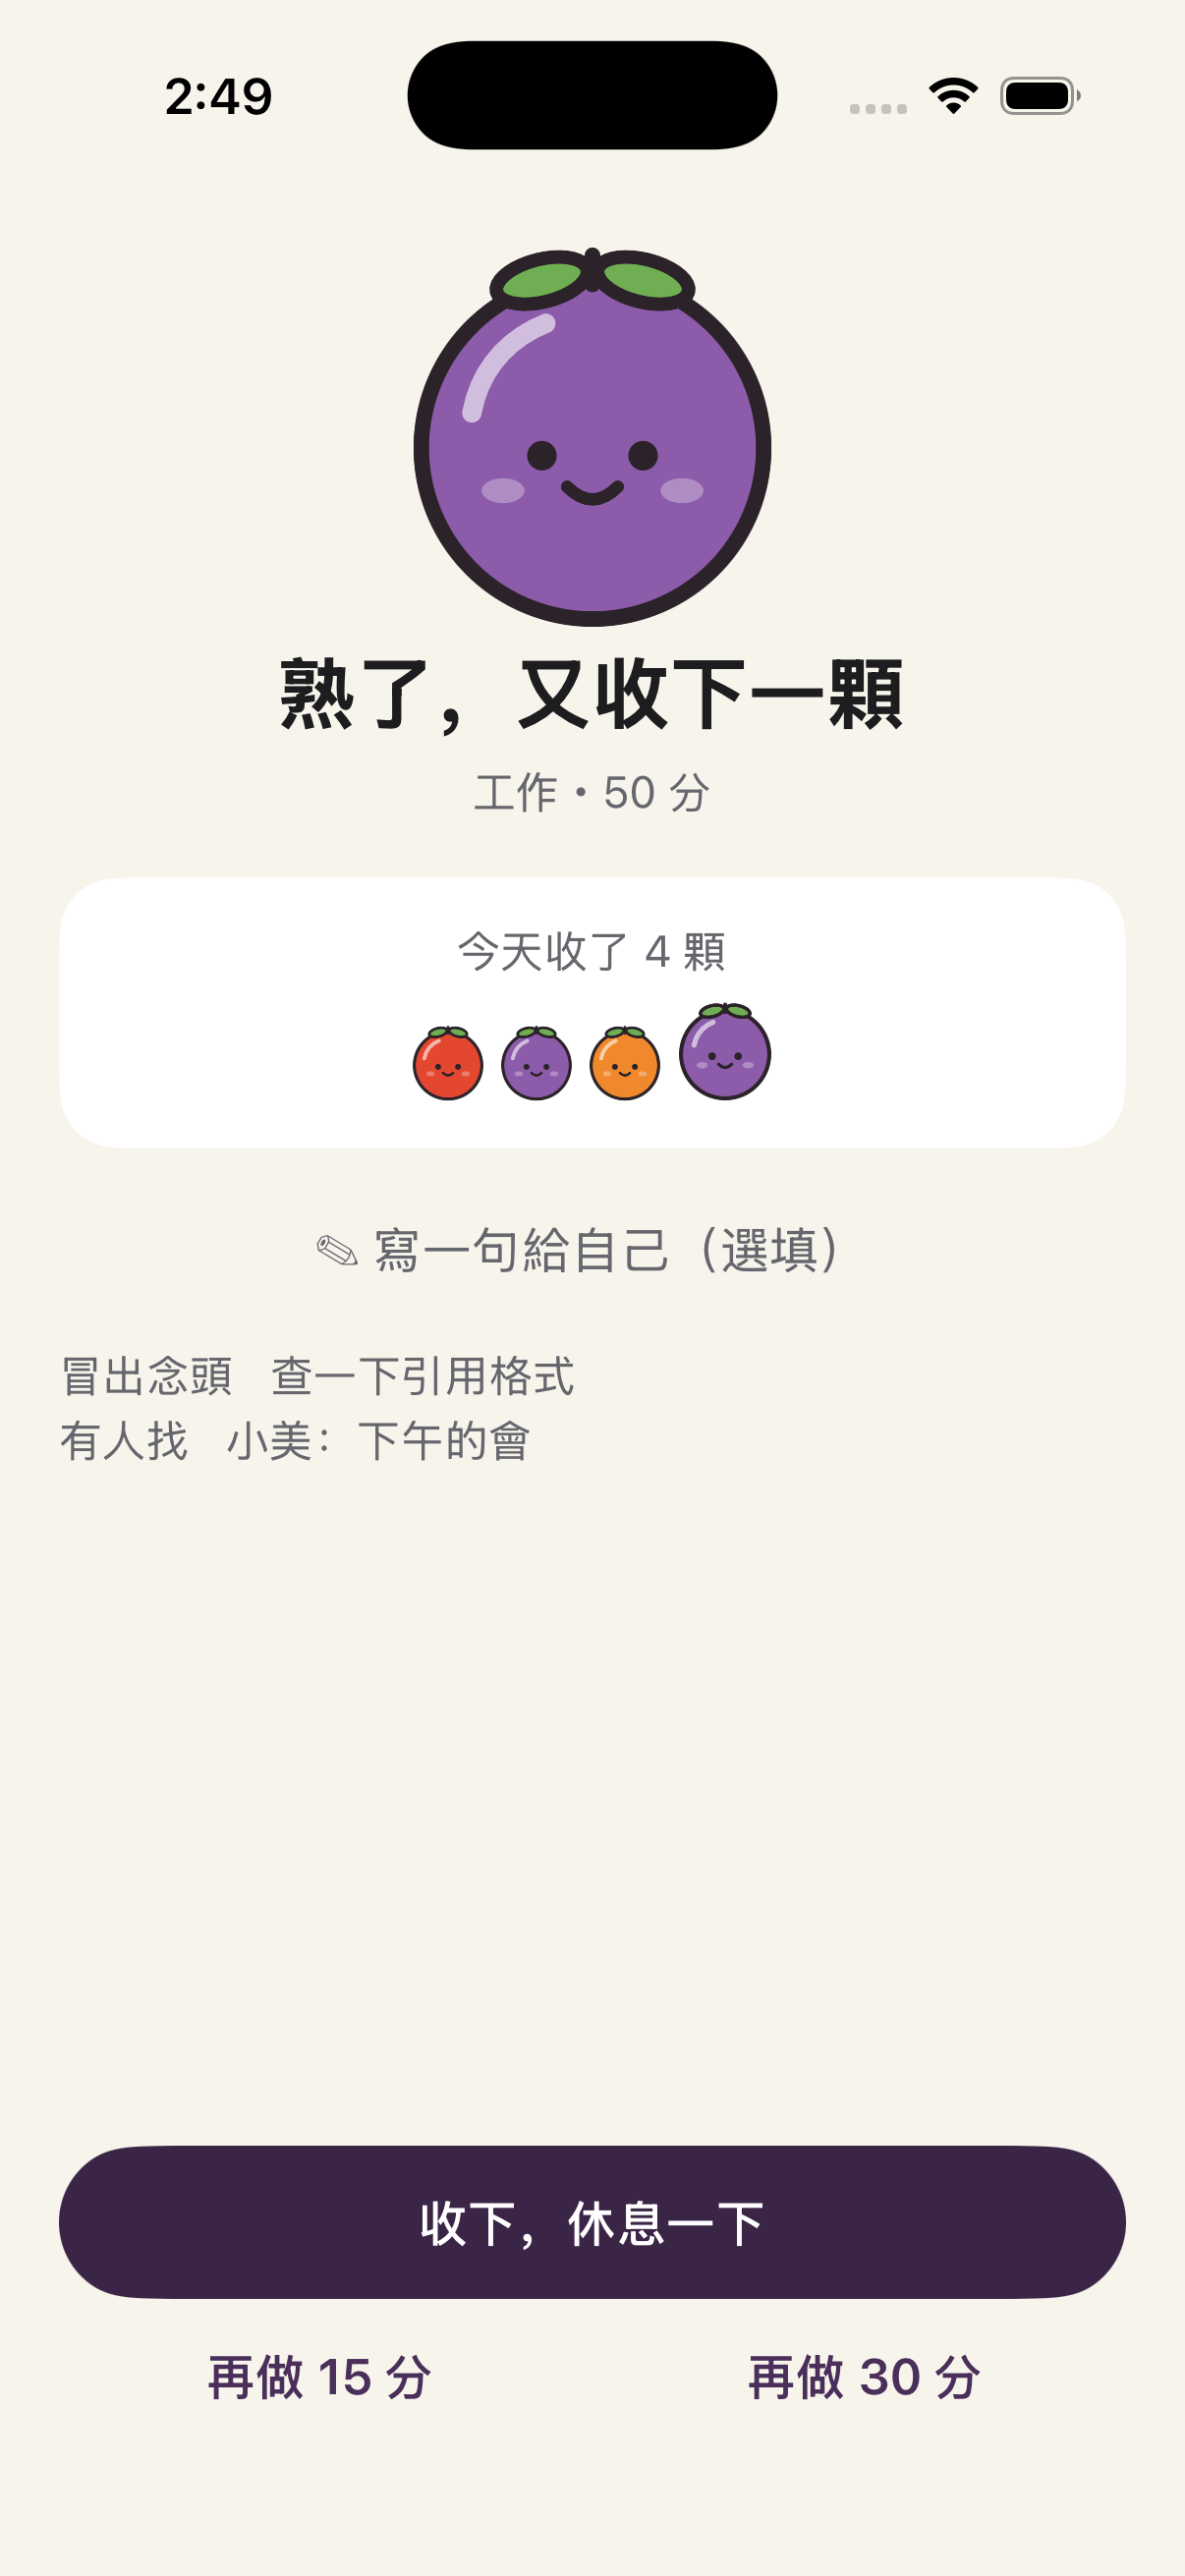 2:49
熟了，又收下一顆
工作・50 分
今天收了 4 顆
✎ 寫一句給自己（選填）
冒出念頭 查一下引用格式
有人找 小美：下午的會
收下，休息一下
再做 15 分 再做 30 分